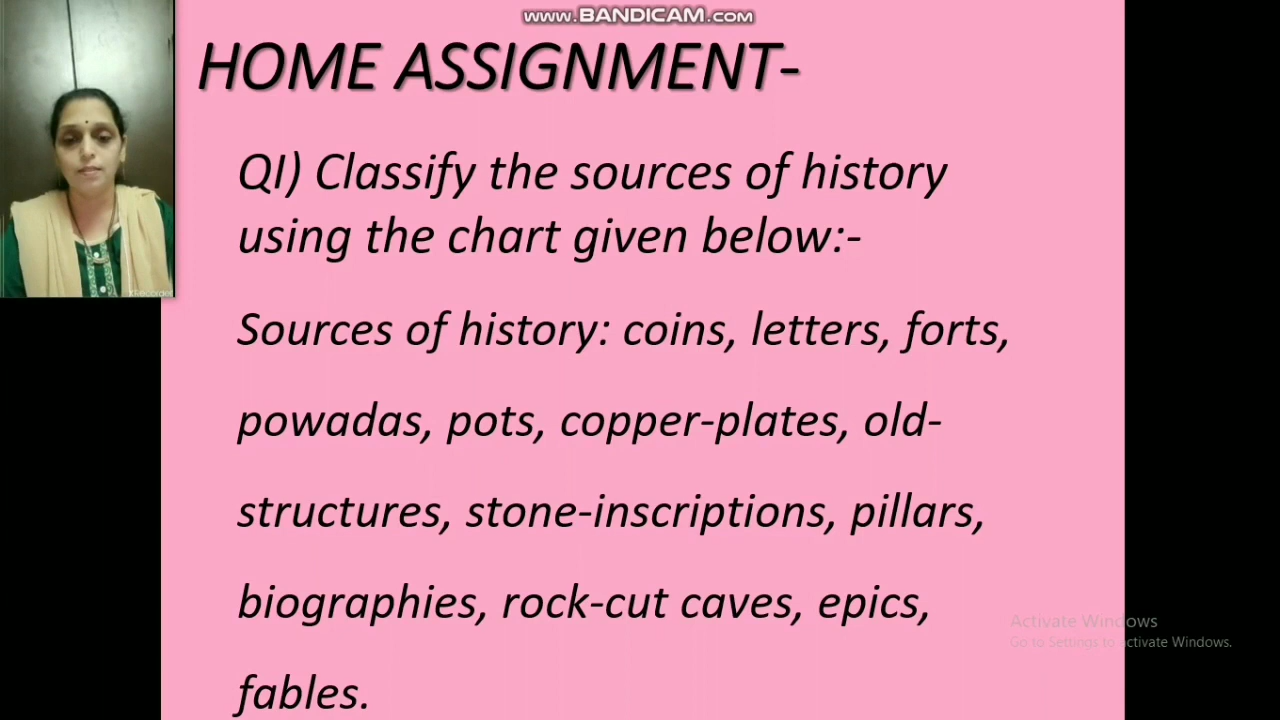 www.BANDICAM.com
HOME ASSIGNMENT-
QI) Classify the sources of history
using the chart given below:-
Sources of history: coins, letters, forts,
powadas, pots, copper-plates, old-
structures, stone-inscriptions, pillars,
biographies, rock-cut caves, epics,
fables.
XRecorder
Activate Windows
Go to Settings to activate Windows.